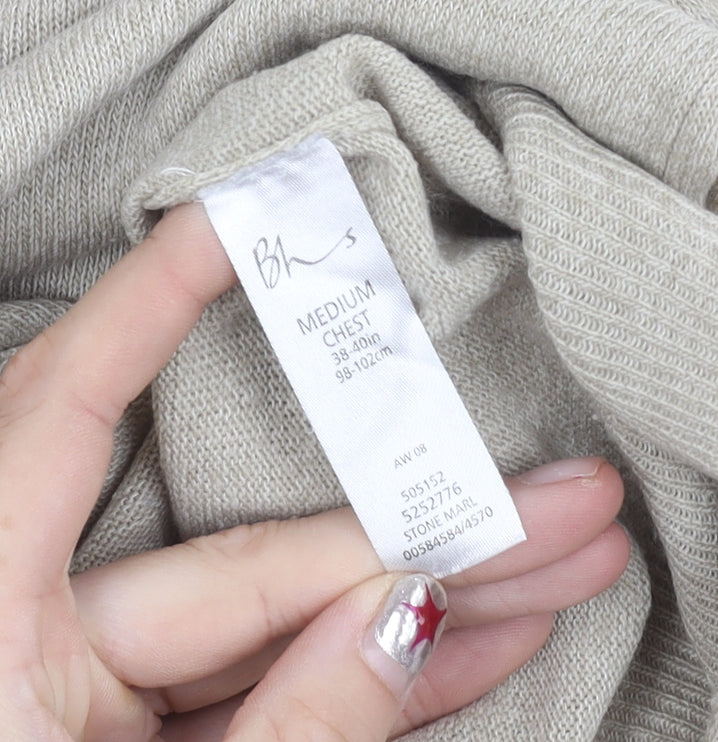 Bhs
MEDIUM
CHEST
38-40in
98-102cm
AW 08
505152
5252776
STONE MARL
00584584/4570